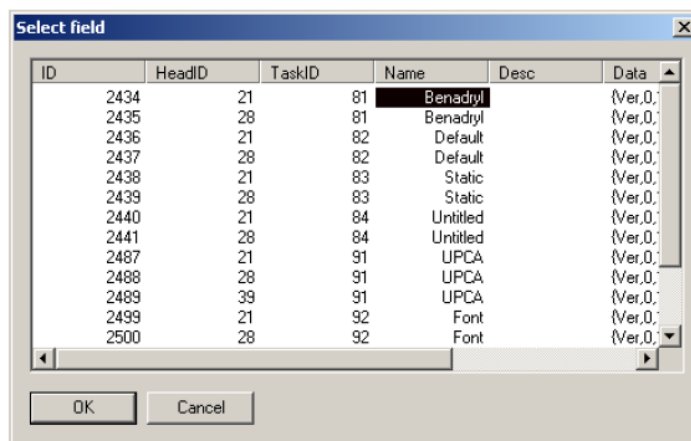 Select field
ID HeadID TaskID Name Desc Data
2434 21 81 Benadryl {Ver,0,
2435 28 81 Benadryl {Ver,0,
2436 21 82 Default {Ver,0,
2437 28 82 Default {Ver,0,
2438 21 83 Static {Ver,0,
2439 28 83 Static {Ver,0,
2440 21 84 Untitled {Ver,0,
2441 28 84 Untitled {Ver,0,
2487 21 91 UPCA {Ver,0,
2488 28 91 UPCA {Ver,0,
2489 39 91 UPCA {Ver,0,
2499 21 92 Font {Ver,0,
2500 28 92 Font {Ver,0,
OK Cancel